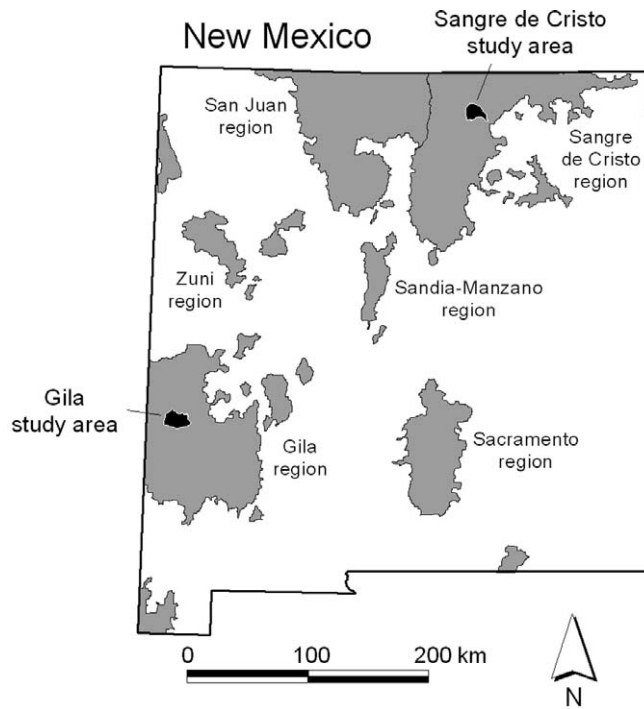 New Mexico
Sangre de Cristo
study area
San Juan
region
Sangre
de Cristo
region
Zuni
region
Sandia-Manzano
region
Gila
study area
Gila
region
Sacramento
region
0 100 200 km
N